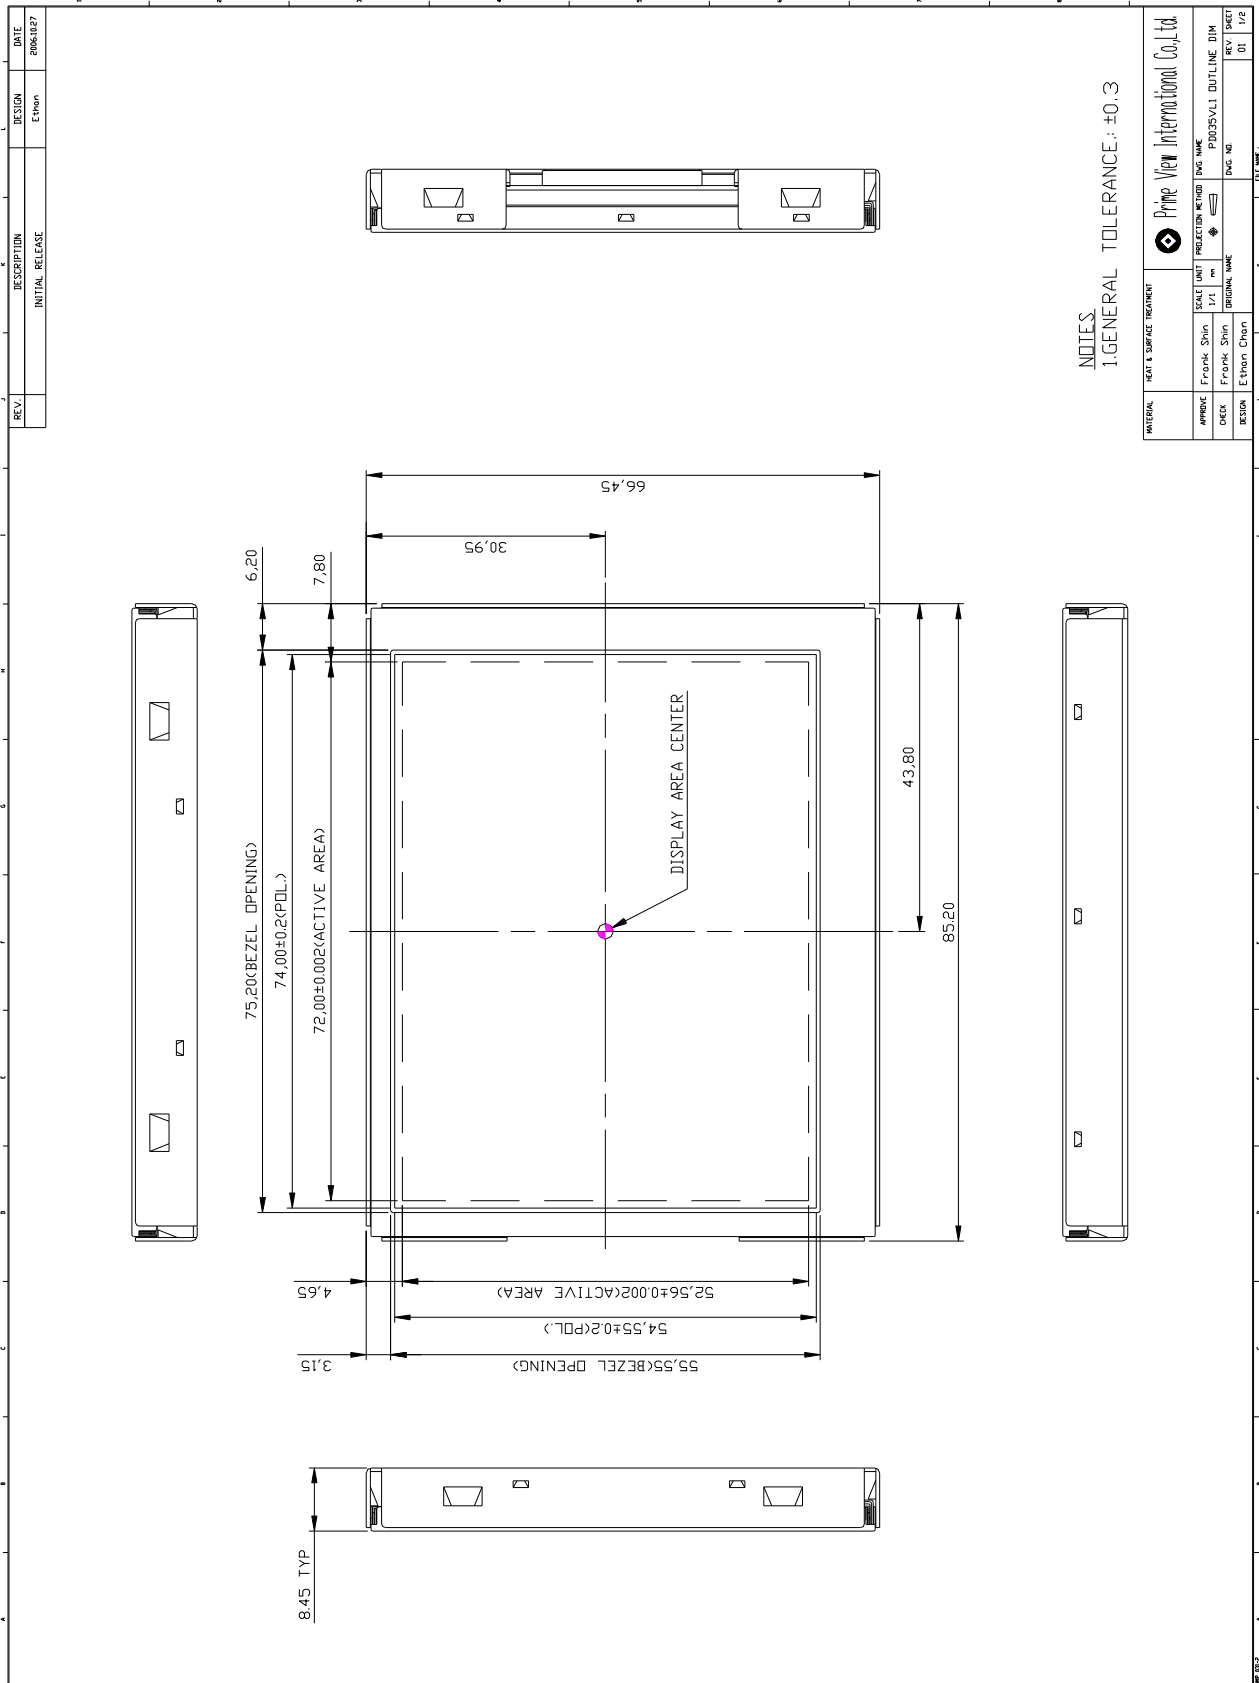 REV.
DESCRIPTION
DESIGN
DATE
INITIAL RELEASE
Ethan
2006.10.27
6,20
7,80
75,20(BEZEL OPENING)
74,00±0.2(POL.)
72,00±0.002(ACTIVE AREA)
66,45
30,95
DISPLAY AREA CENTER
43,80
85.20
4,65
3,15
52,56±0.002(ACTIVE AREA)
54,55±0.2(POL.)
55,55(BEZEL OPENING)
8.45 TYP
NOTES
1.GENERAL TOLERANCE.: ±0.3
MATERIAL
HEAT & SURFACE TREATMENT
Prime View International Co.,Ltd.
APPROVE
Frank Shin
SCALE
1/1
UNIT
mm
PROJECTION METHOD
DWG. NAME
PD035VL1 OUTLINE DIM
CHECK
Frank Shin
DESIGN
Ethan Chan
ORIGINAL NAME
DWG. NO.
REV.
01
SHEET
1/2
FILE NAME :